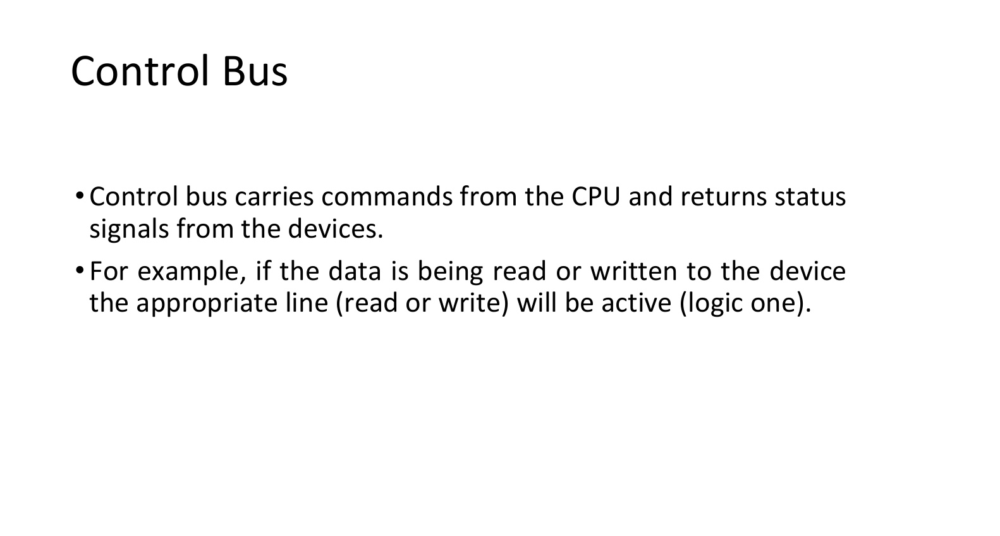 Control Bus
• Control bus carries commands from the CPU and returns status
signals from the devices.
• For example, if the data is being read or written to the device
the appropriate line (read or write) will be active (logic one).